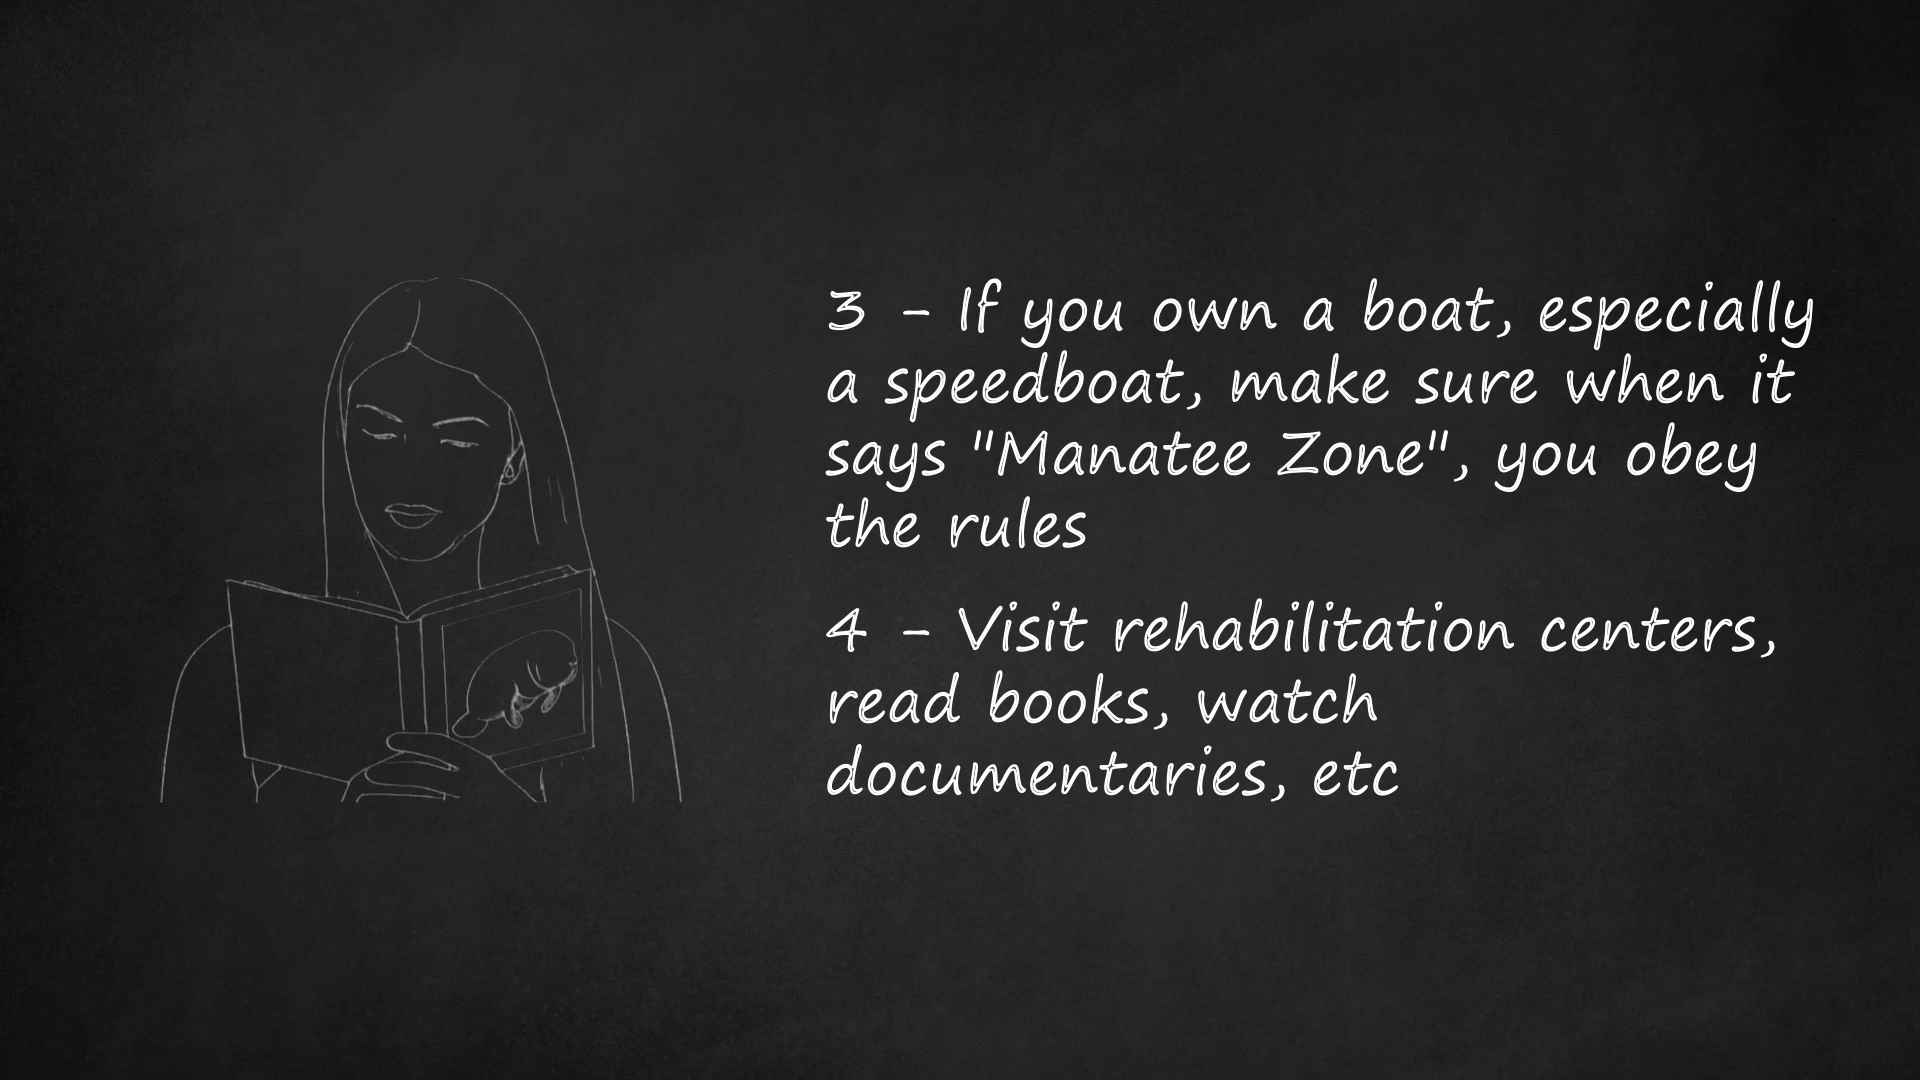 3 - If you own a boat, especially
a speedboat, make sure when it
says "Manatee Zone", you obey
the rules
4 - Visit rehabilitation centers,
read books, watch
documentaries, etc